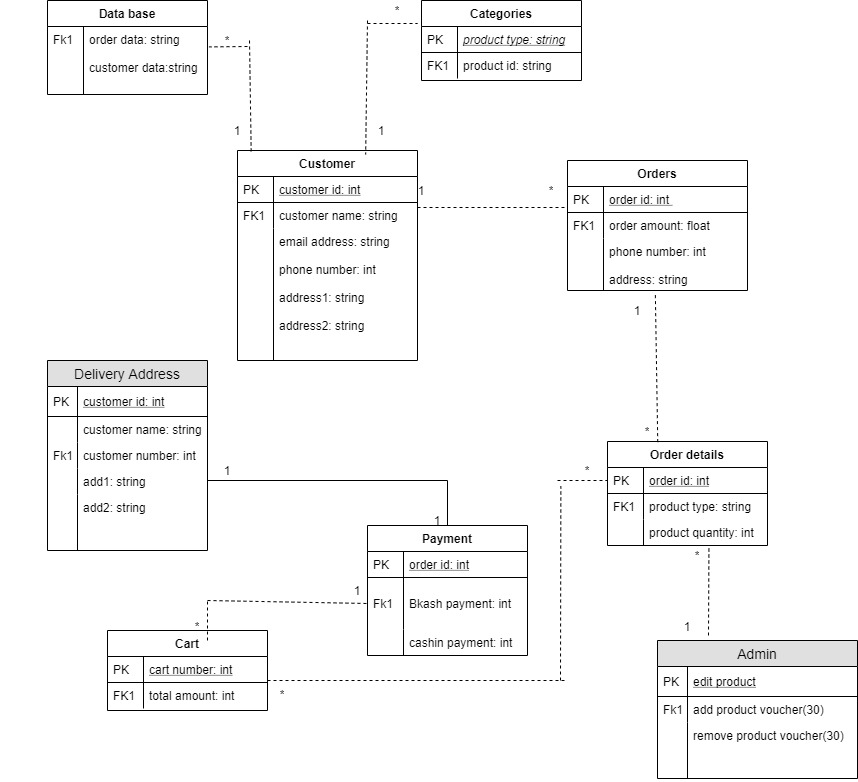 Data base
Fk1 order data: string
customer data:string
*
1
Categories
PK product type: string
FK1 product id: string
*
1
Customer
PK customer id: int
FK1 customer name: string
email address: string
phone number: int
address1: string
address2: string
1
*
Orders
PK order id: int
FK1 order amount: float
phone number: int
address: string
1
*
Delivery Address
PK customer id: int
customer name: string
Fk1 customer number: int
add1: string
add2: string
1
1
Order details
PK order id: int
FK1 product type: string
product quantity: int
*
*
1
Payment
PK order id: int
Fk1 Bkash payment: int
cashin payment: int
1
*
Cart
PK cart number: int
FK1 total amount: int
*
Admin
PK edit product
Fk1 add product voucher(30)
remove product voucher(30)